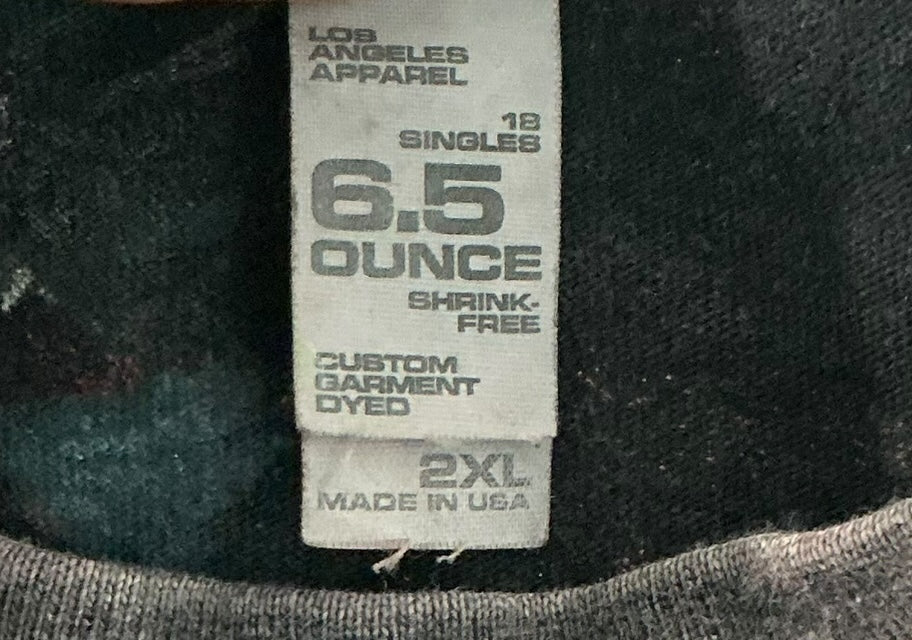 LOS
ANGELES
APPAREL
18
SINGLES
6.5
OUNCE
SHRINK-
FREE
CUSTOM
GARMENT
DYED
2XL
MADE IN USA